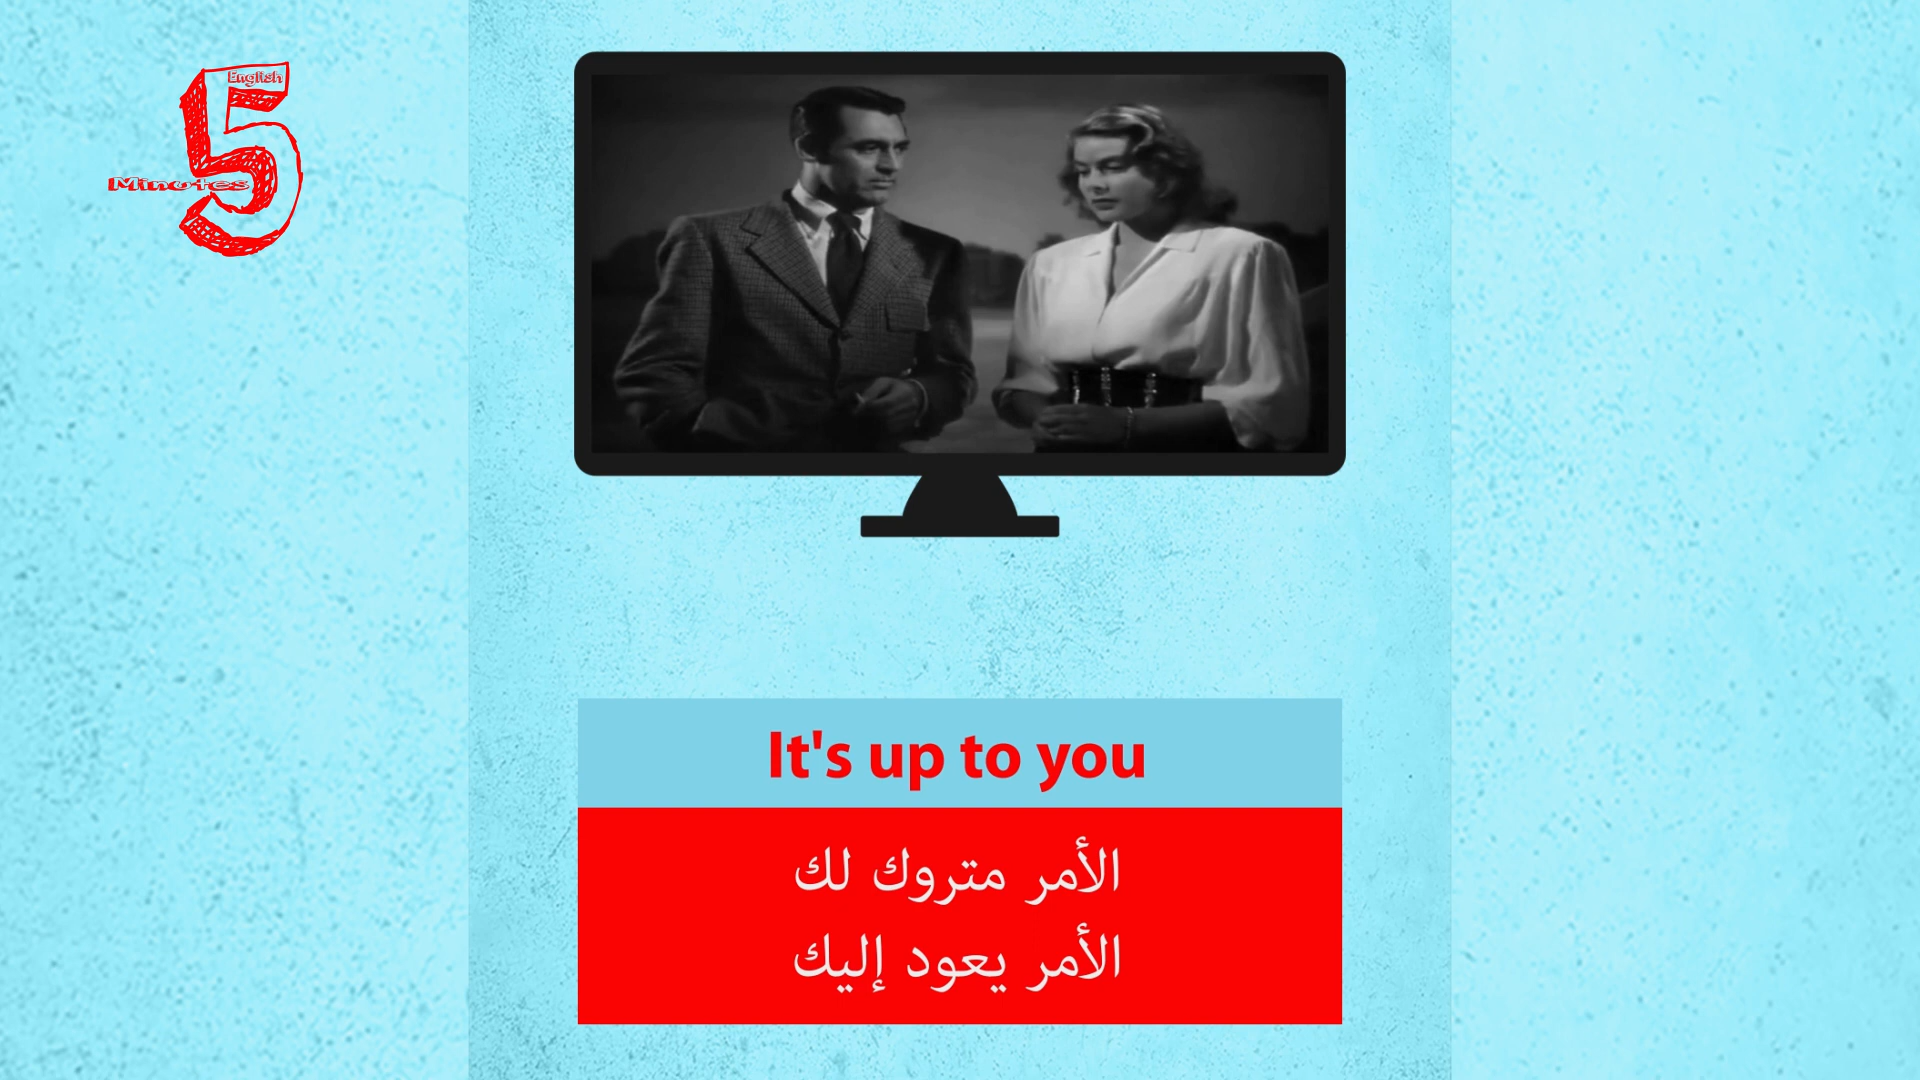 English
5
Minutes
It's up to you
الأمر متروك لك
الأمر يعود إليك